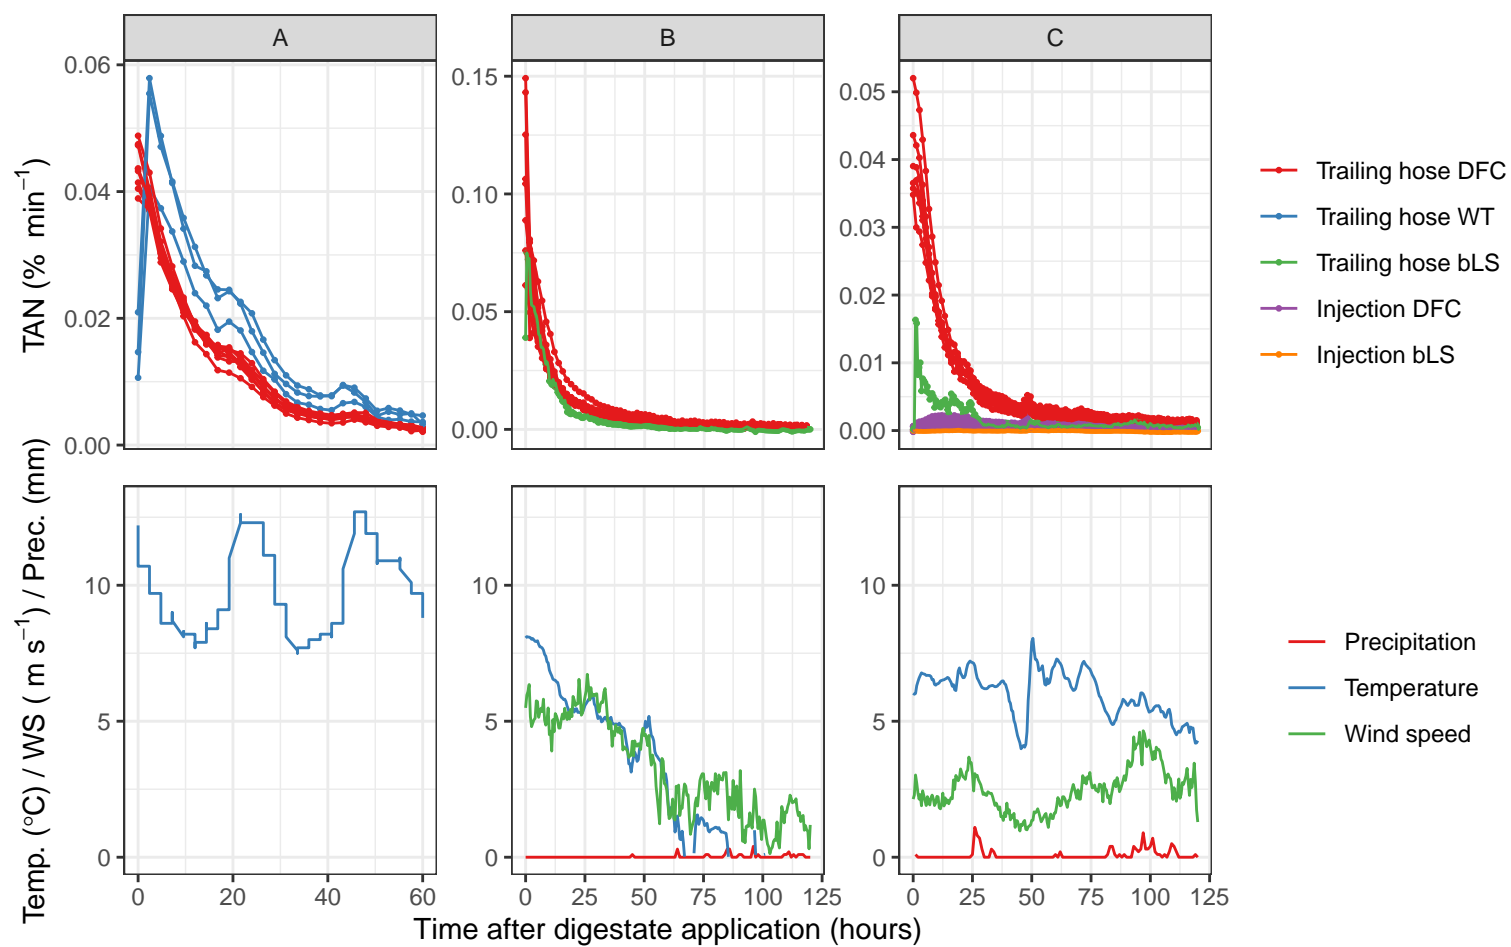 A
B
C
TAN (% min⁻¹)
0.06
0.04
0.02
0.00
0.15
0.10
0.05
0.00
0.05
0.04
0.03
0.02
0.01
0.00
Trailing hose DFC
Trailing hose WT
Trailing hose bLS
Injection DFC
Injection bLS
Temp. (°C) / WS ( m s⁻¹) / Prec. (mm)
10
5
0
10
5
0
10
5
0
Precipitation
Temperature
Wind speed
0 20 40 60
0 25 50 75 100 125
0 25 50 75 100 125
Time after digestate application (hours)